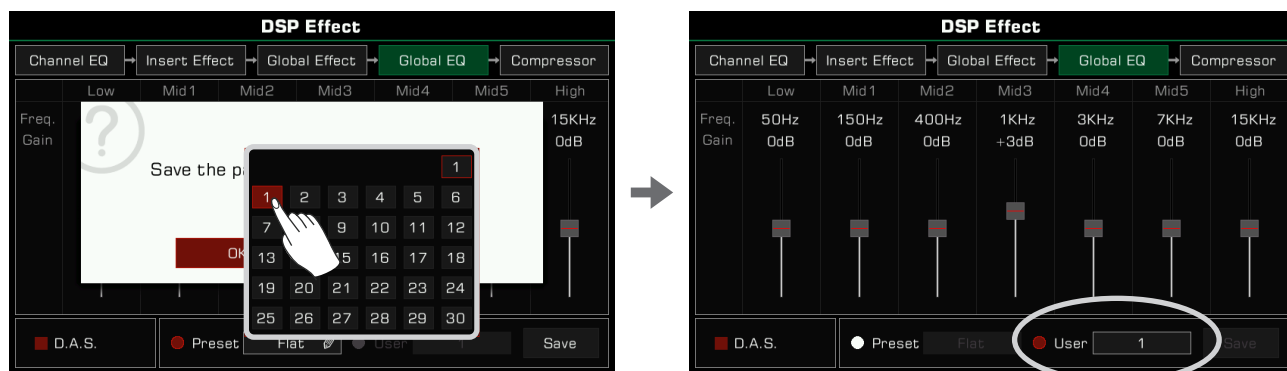 DSP Effect
Channel EQ Insert Effect Global Effect Global EQ Compressor
Low Mid1 Mid2 Mid3 Mid4 Mid5 High
Freq. 15KHz
Gain 0dB
?
Save the pa
1
1 2 3 4 5 6
7 9 10 11 12
OK
13 15 16 17 18
19 20 21 22 23 24
25 26 27 28 29 30
D.A.S. Preset Flat User 1 Save
DSP Effect
Channel EQ Insert Effect Global Effect Global EQ Compressor
Low Mid1 Mid2 Mid3 Mid4 Mid5 High
Freq. 50Hz 150Hz 400Hz 1KHz 3KHz 7KHz 15KHz
Gain 0dB 0dB 0dB +3dB 0dB 0dB 0dB
D.A.S. Preset Flat User 1 Save